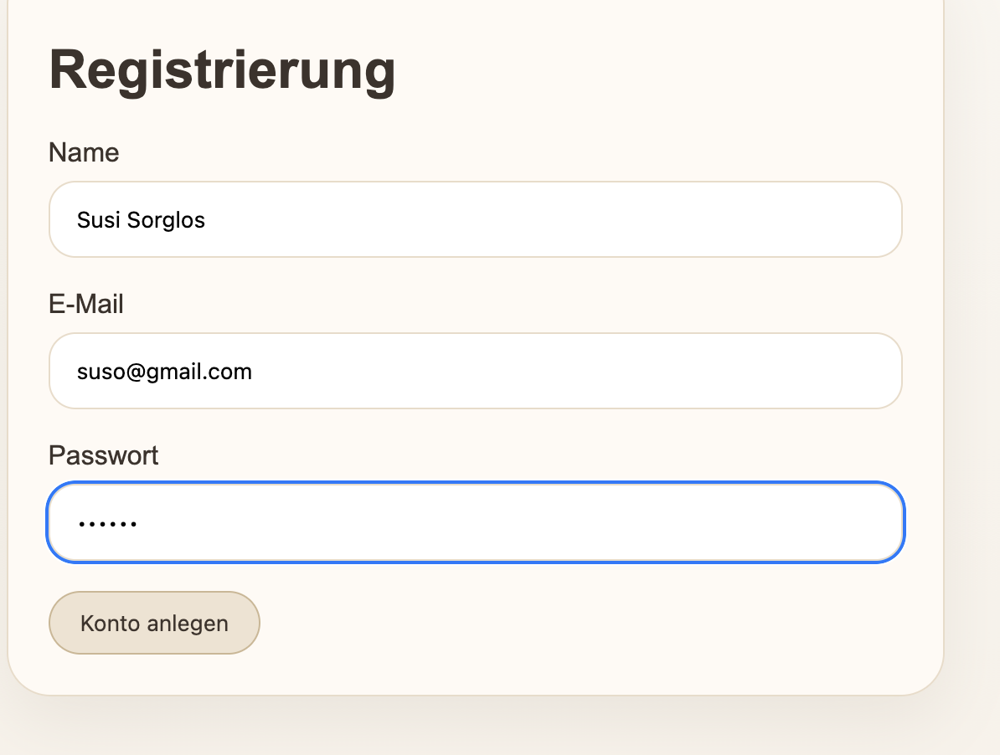 Registrierung
Name
Susi Sorglos
E-Mail
suso@gmail.com
Passwort
••••••
Konto anlegen